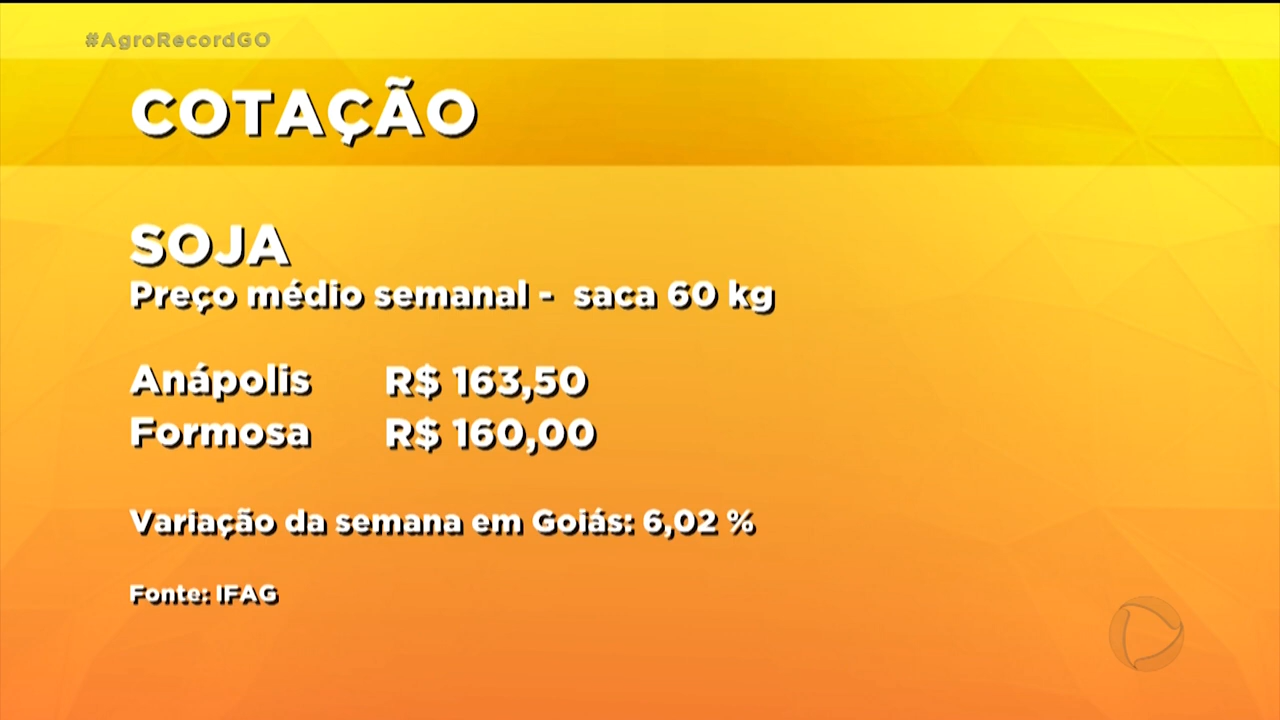 #AgroRecordGO
COTAÇÃO
SOJA
Preço médio semanal - saca 60 kg
Anápolis R$ 163,50
Formosa R$ 160,00
Variação da semana em Goiás: 6,02 %
Fonte: IFAG